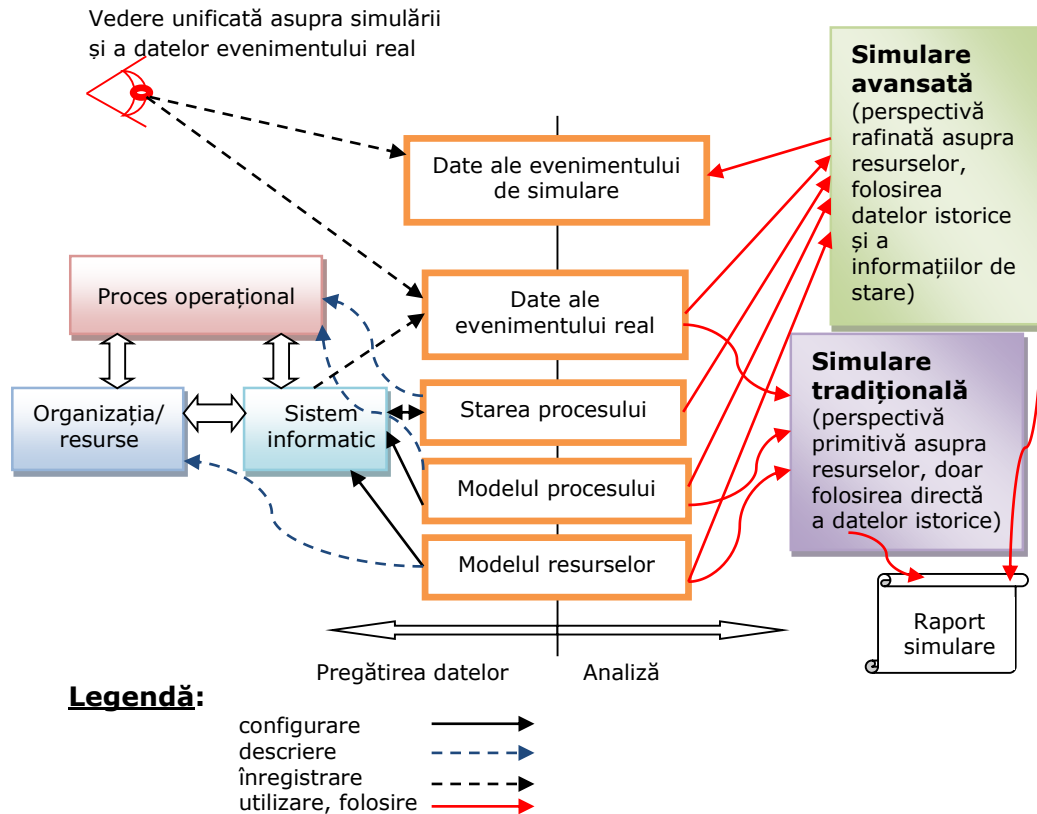 Vedere unificată asupra simulării
și a datelor evenimentului real
Simulare
avansată
(perspectivă
rafinată asupra
resurselor,
folosirea
datelor istorice
și a
informațiilor de
stare)
Date ale evenimentului
de simulare
Proces operațional
Date ale
evenimentului real
Simulare
tradițională
(perspectivă
primitivă asupra
resurselor, doar
folosirea directă
a datelor istorice)
Organizația/
resurse
Sistem
informatic
Starea procesului
Modelul procesului
Modelul resurselor
Raport
simulare
Pregătirea datelor
Analiză
Legendă:
configurare
descriere
înregistrare
utilizare, folosire